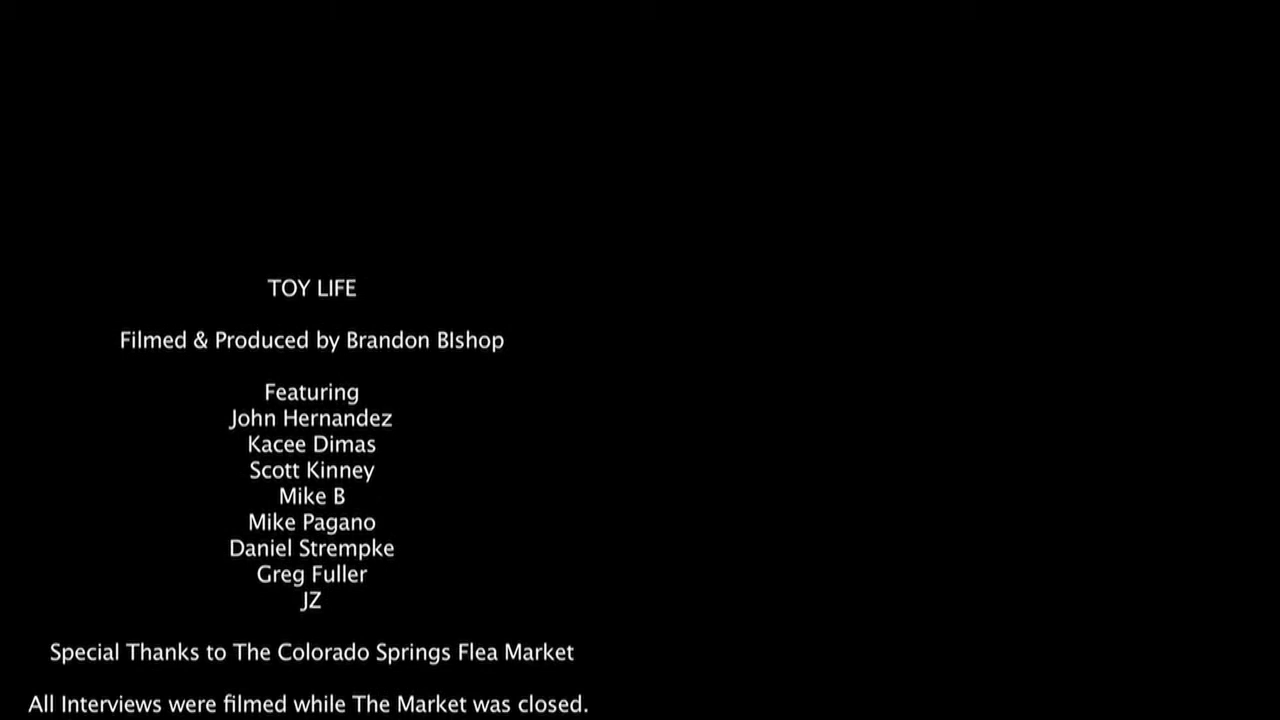 TOY LIFE
Filmed & Produced by Brandon BIshop
Featuring
John Hernandez
Kacee Dimas
Scott Kinney
Mike B
Mike Pagano
Daniel Strempke
Greg Fuller
JZ
Special Thanks to The Colorado Springs Flea Market
All Interviews were filmed while The Market was closed.